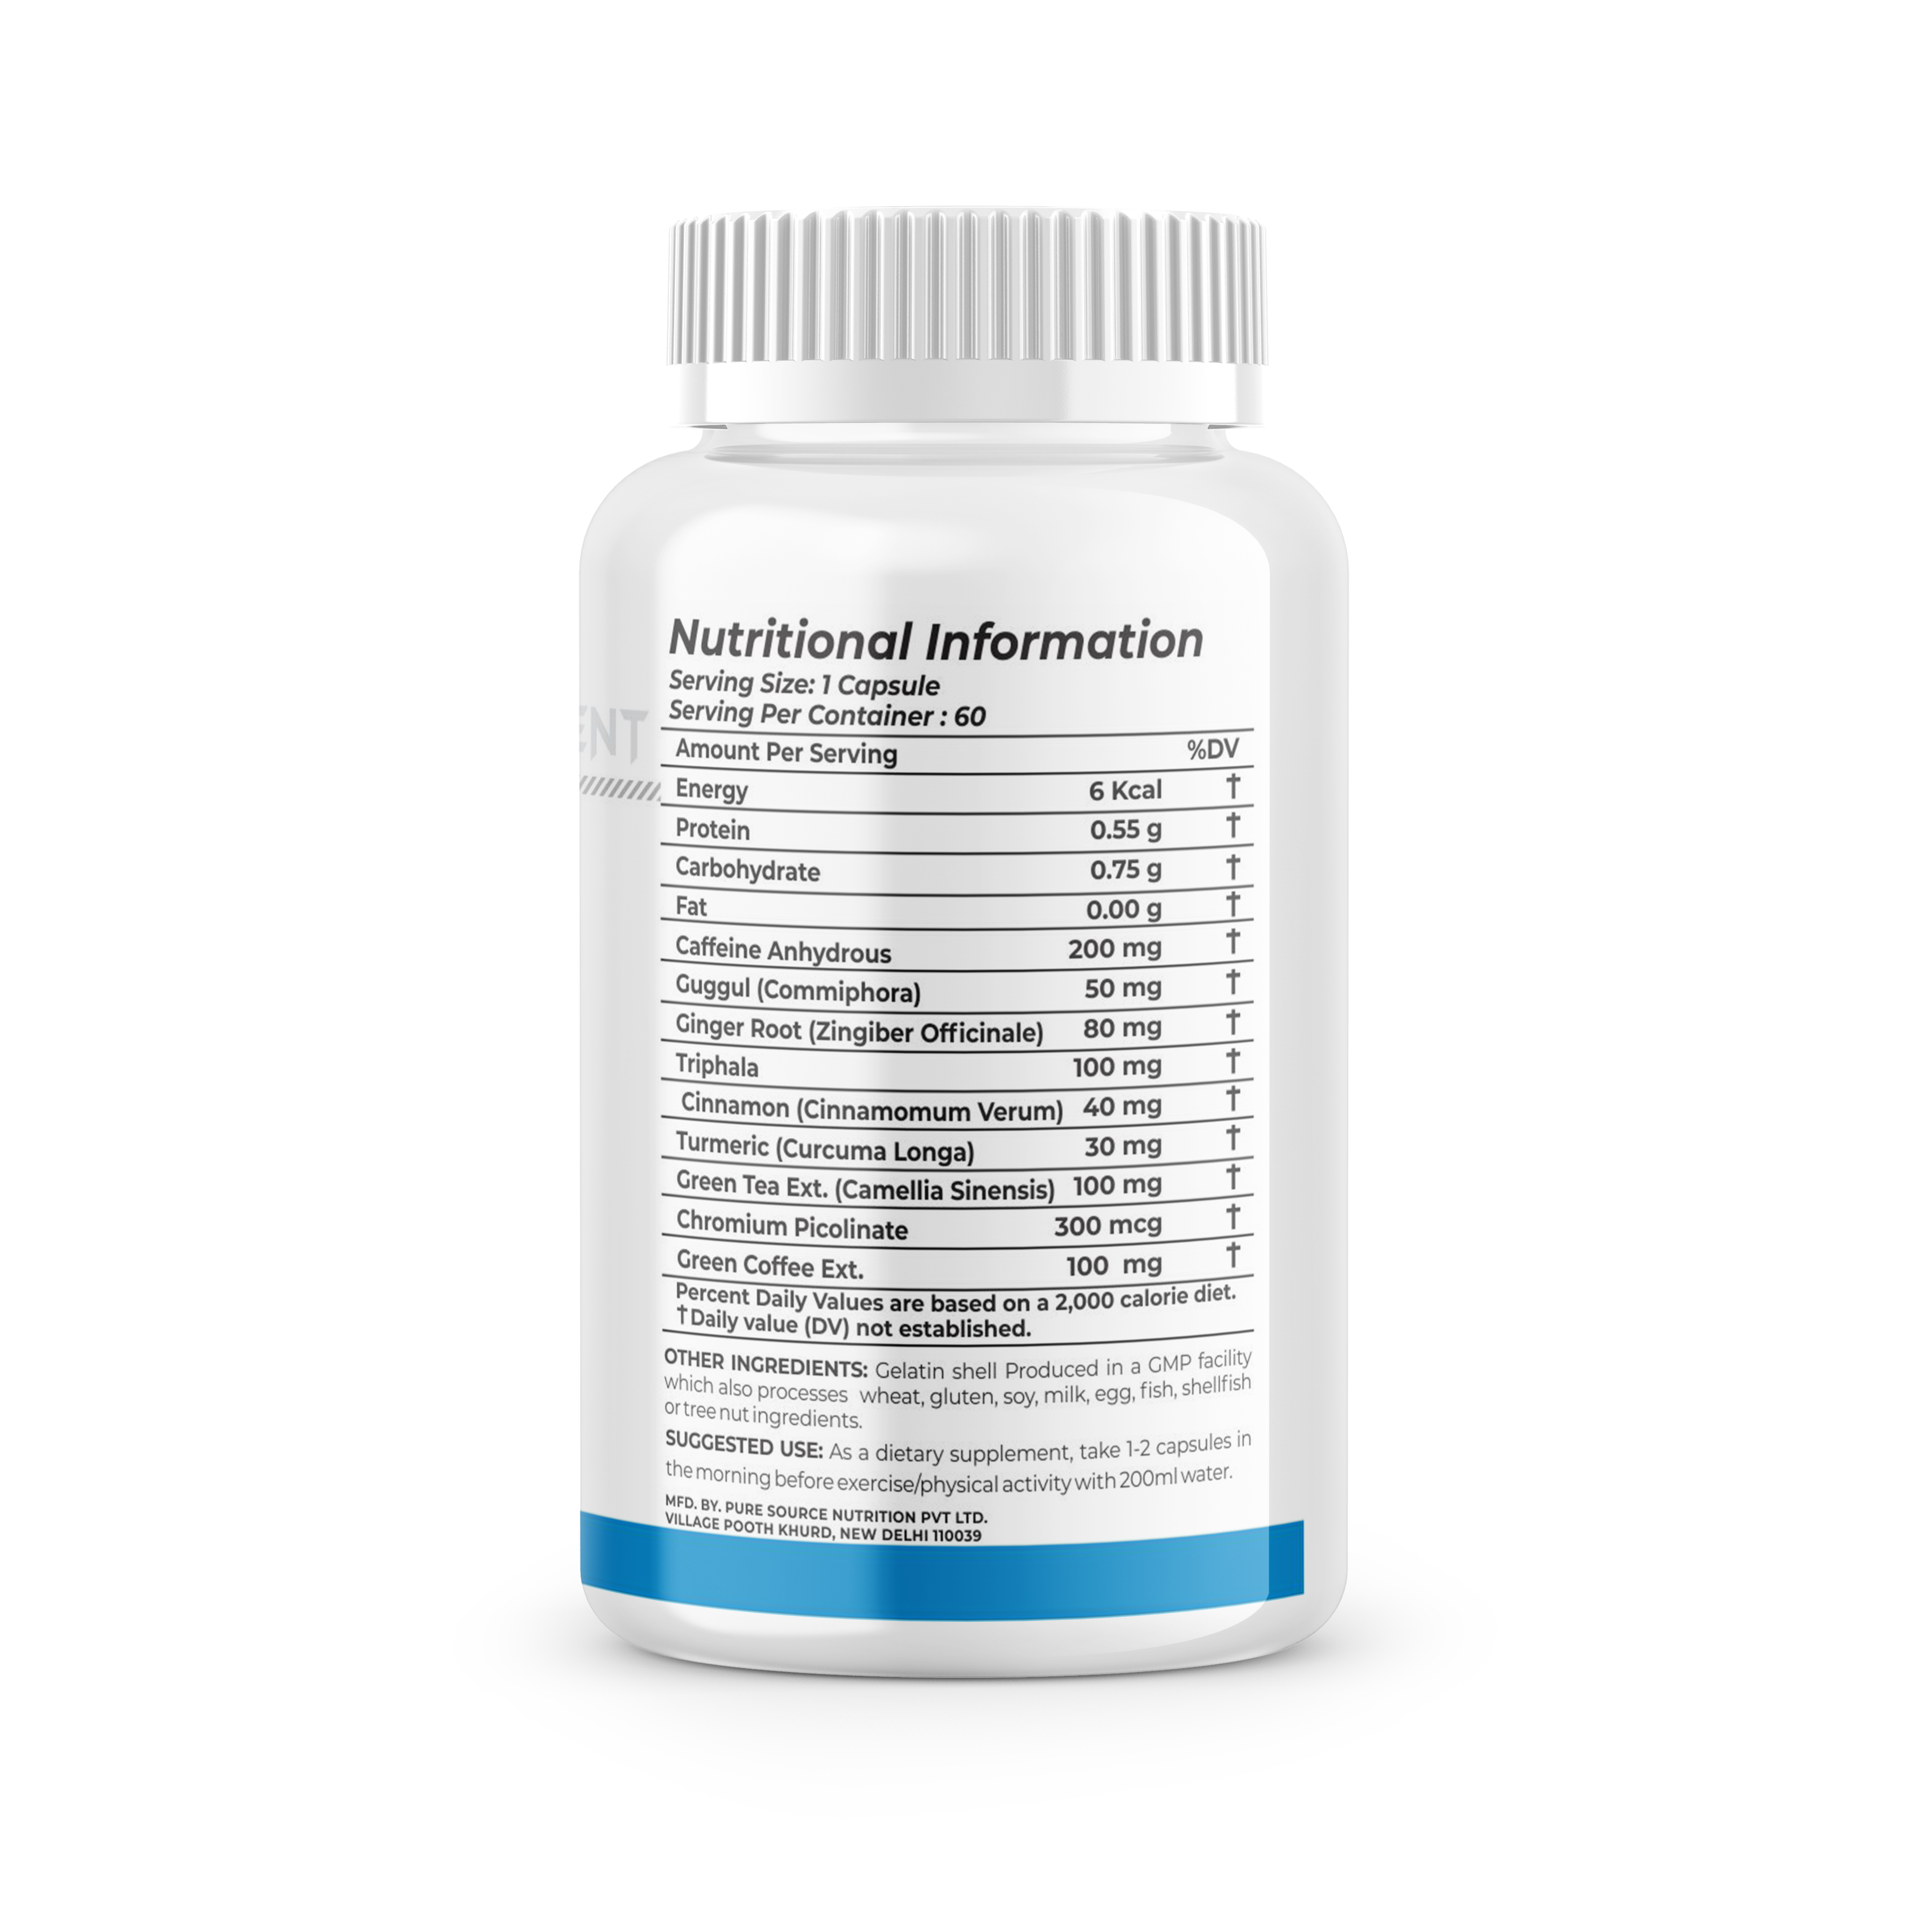 ENT
Nutritional Information
Serving Size: 1 Capsule
Serving Per Container : 60
Amount Per Serving %DV
Energy 6 Kcal †
Protein 0.55 g †
Carbohydrate 0.75 g †
Fat 0.00 g †
Caffeine Anhydrous 200 mg †
Guggul (Commiphora) 50 mg †
Ginger Root (Zingiber Officinale) 80 mg †
Triphala 100 mg †
Cinnamon (Cinnamomum Verum) 40 mg †
Turmeric (Curcuma Longa) 30 mg †
Green Tea Ext. (Camellia Sinensis) 100 mg †
Chromium Picolinate 300 mcg †
Green Coffee Ext. 100 mg †
Percent Daily Values are based on a 2,000 calorie diet.
†Daily value (DV) not established.
OTHER INGREDIENTS: Gelatin shell Produced in a GMP facility
which also processes wheat, gluten, soy, milk, egg, fish, shellfish
or tree nut ingredients.
SUGGESTED USE: As a dietary supplement, take 1-2 capsules in
the morning before exercise/physical activity with 200ml water.
MFD. BY. PURE SOURCE NUTRITION PVT LTD.
VILLAGE POOTH KHURD, NEW DELHI 110039